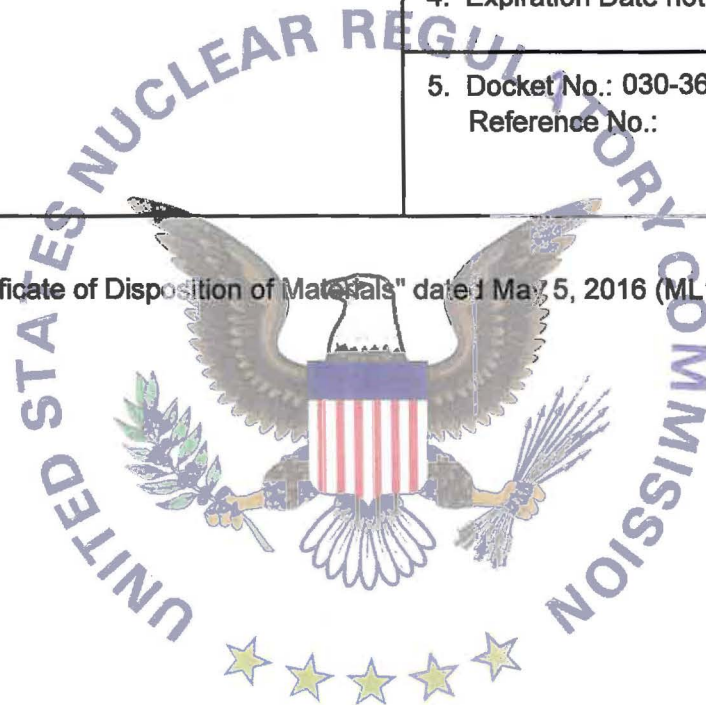 4. Expiration Date not
5. Docket No.: 030-36
Reference No.:
ficate of Disposition of Materials" dated May 5, 2016 (ML
UNITED STATES NUCLEAR REGULATORY COMMISSION